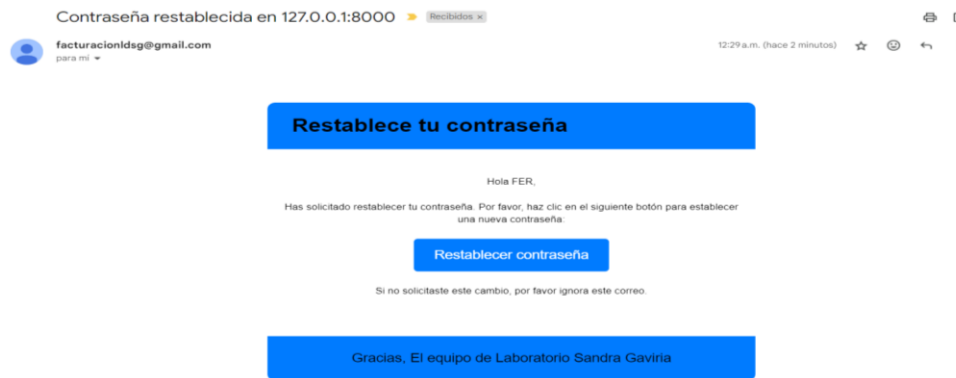 Contraseña restablecida en 127.0.0.1:8000 Recibidos x
facturacionldsg@gmail.com 12:29 a.m. (hace 2 minutos)
para mi
Restablece tu contraseña
Hola FER,
Has solicitado restablecer tu contraseña. Por favor, haz clic en el siguiente botón para establecer
una nueva contraseña:
Restablecer contraseña
Si no solicitaste este cambio, por favor ignora este correo.
Gracias, El equipo de Laboratorio Sandra Gaviria